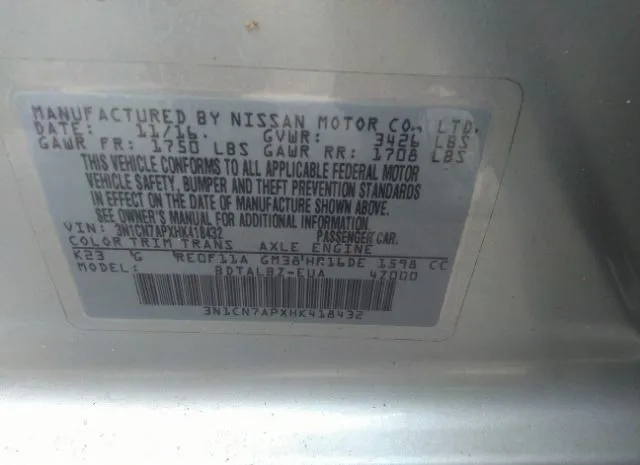 MANUFACTURED BY NISSAN MOTOR CO., LTD.
DATE: 11/16. GVWR: 3426 LBS
GAWR FR: 1750 LBS GAWR RR: 1708 LBS
THIS VEHICLE CONFORMS TO ALL APPLICABLE FEDERAL MOTOR
VEHICLE SAFETY, BUMPER AND THEFT PREVENTION STANDARDS
IN EFFECT ON THE DATE OF MANUFACTURE SHOWN ABOVE.
SEE OWNER'S MANUAL FOR ADDITIONAL INFORMATION
VIN: 3N1CN7APXHK418432 PASSENGER CAR.
COLOR TRIM TRANS AXLE ENGINE
K23 G RE0F11A GM38 HR16DE 1598 CC
MODEL: BDTALBZ-EUA 47000
3N1CN7APXHK418432